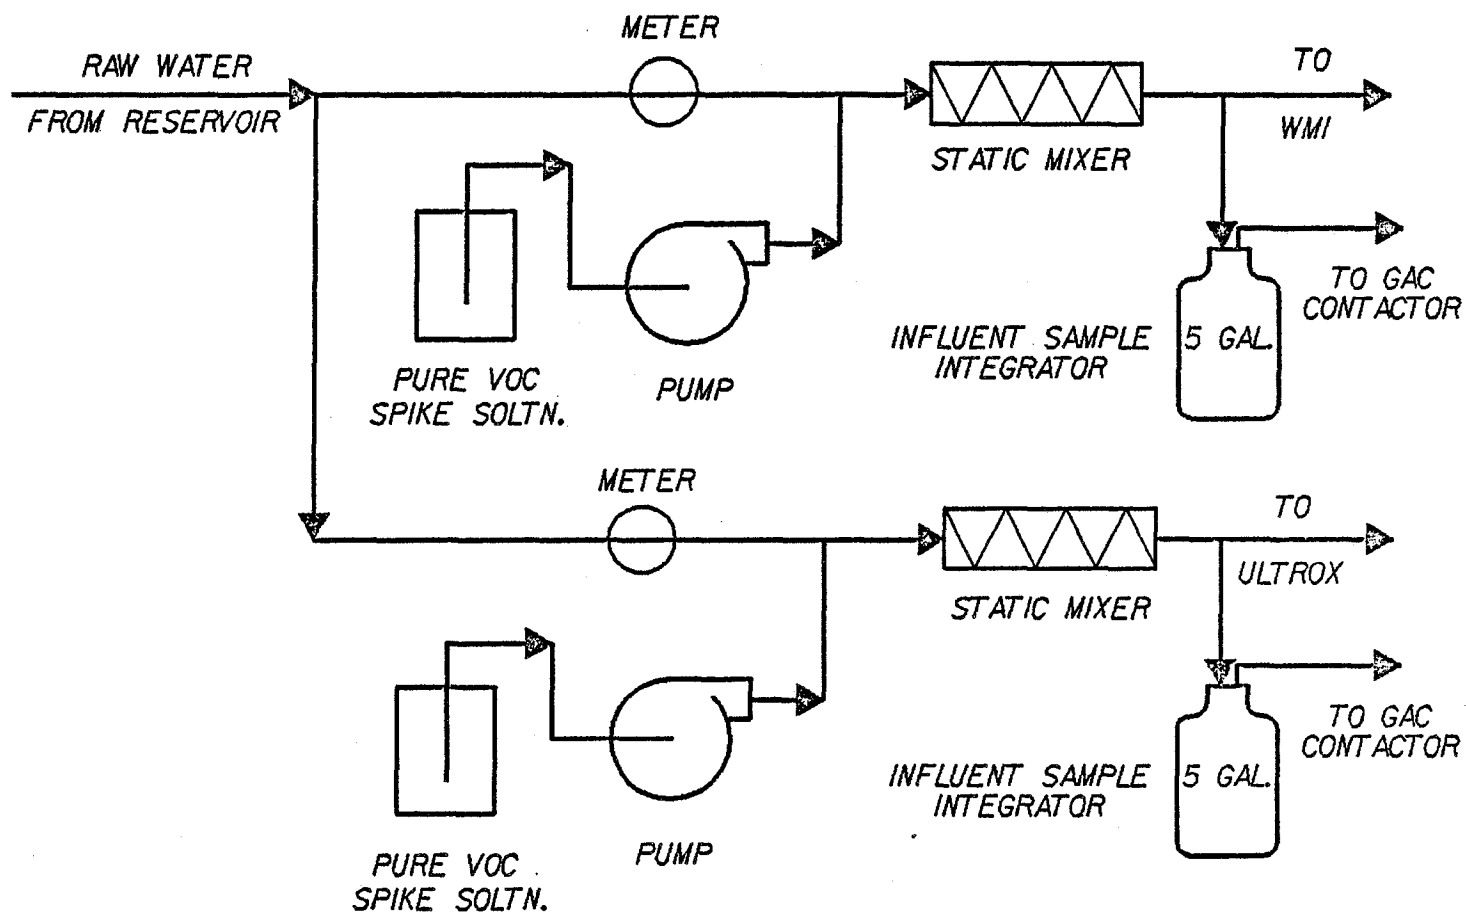 METER
RAW WATER
FROM RESERVOIR
TO
WMI
STATIC MIXER
TO GAC
CONTACTOR
INFLUENT SAMPLE
INTEGRATOR
5 GAL.
PURE VOC
SPIKE SOLTN.
PUMP
METER
TO
ULTROX
STATIC MIXER
TO GAC
CONTACTOR
INFLUENT SAMPLE
INTEGRATOR
5 GAL.
PUMP
PURE VOC
SPIKE SOLTN.